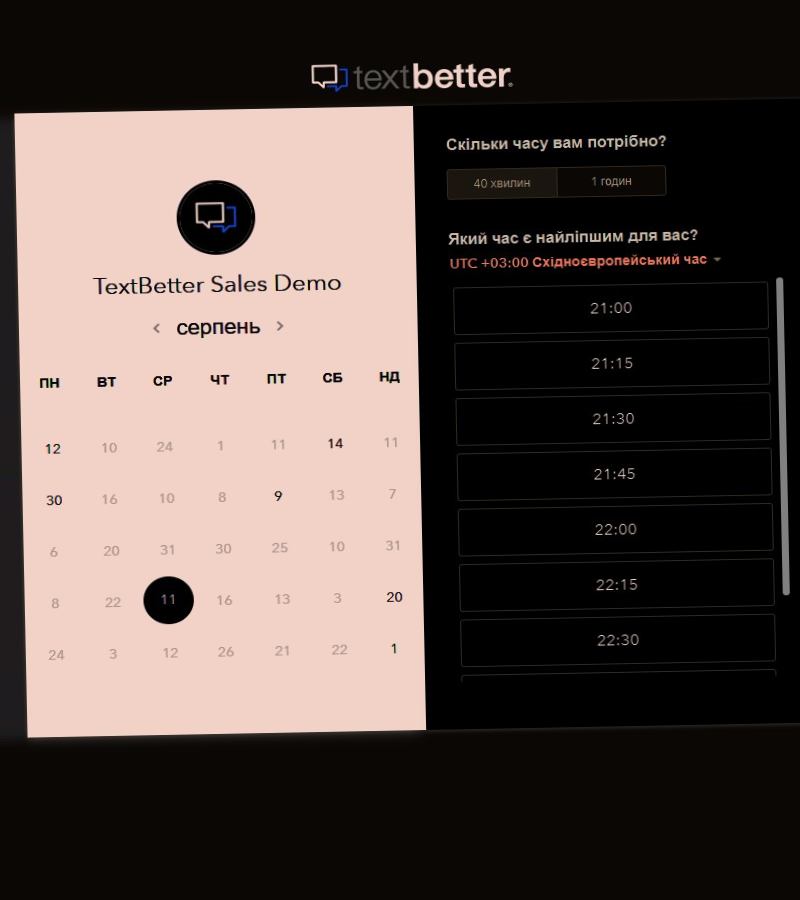 textbetter.
TextBetter Sales Demo
серпень
ПН ВТ СР ЧТ ПТ СБ НД
12 10 24 1 11 14 11
30 16 10 8 9 13 7
6 20 31 30 25 10 31
8 22 11 16 13 3 20
24 3 12 26 21 22 1
Скільки часу вам потрібно?
40 хвилин 1 годин
Який час є найліпшим для вас?
UTC +03:00 Східноєвропейський час
21:00
21:15
21:30
21:45
22:00
22:15
22:30